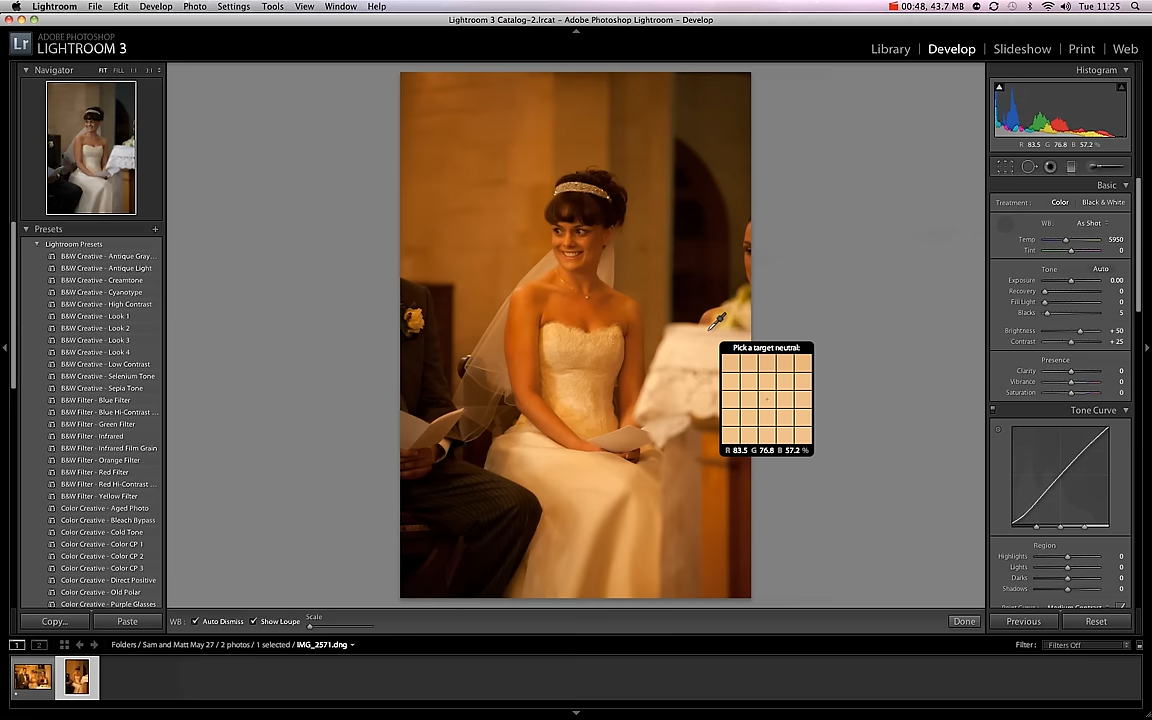 Lightroom File Edit Develop Photo Settings Tools View Window Help 00:48, 43.7 MB Tue 11:25
Lightroom 3 Catalog-2.lrcat - Adobe Photoshop Lightroom - Develop
Lr ADOBE PHOTOSHOP
LIGHTROOM 3
Library | Develop | Slideshow | Print | Web
Navigator FIT FILL 1:1 3:1
Presets +
Lightroom Presets
B&W Creative - Antique Gray...
B&W Creative - Antique Light
B&W Creative - Creamtone
B&W Creative - Cyanotype
B&W Creative - High Contrast
B&W Creative - Look 1
B&W Creative - Look 2
B&W Creative - Look 3
B&W Creative - Look 4
B&W Creative - Low Contrast
B&W Creative - Selenium Tone
B&W Creative - Sepia Tone
B&W Filter - Blue Filter
B&W Filter - Blue Hi-Contrast ...
B&W Filter - Green Filter
B&W Filter - Infrared
B&W Filter - Infrared Film Grain
B&W Filter - Orange Filter
B&W Filter - Red Filter
B&W Filter - Red Hi-Contrast ...
B&W Filter - Yellow Filter
Color Creative - Aged Photo
Color Creative - Bleach Bypass
Color Creative - Cold Tone
Color Creative - Color CP 1
Color Creative - Color CP 2
Color Creative - Color CP 3
Color Creative - Direct Positive
Color Creative - Old Polar
Color Creative - Purple Glasses
Copy... Paste
Pick a target neutral:
R 83.5 G 76.8 B 57.2 %
WB : Auto Dismiss Show Loupe Scale
Done
Histogram
R 83.5 G 76.8 B 57.2 %
Basic
Treatment : Color Black & White
WB : As Shot
Temp 5950
Tint 0
Tone Auto
Exposure 0.00
Recovery 0
Fill Light 0
Blacks 5
Brightness + 50
Contrast + 25
Presence
Clarity 0
Vibrance 0
Saturation 0
Tone Curve
Region
Highlights 0
Lights 0
Darks 0
Shadows 0
Point Curve : Medium Contrast
Previous Reset
1 2 Folders / Sam and Matt May 27 / 2 photos / 1 selected / IMG_2571.dng
Filter : Filters Off